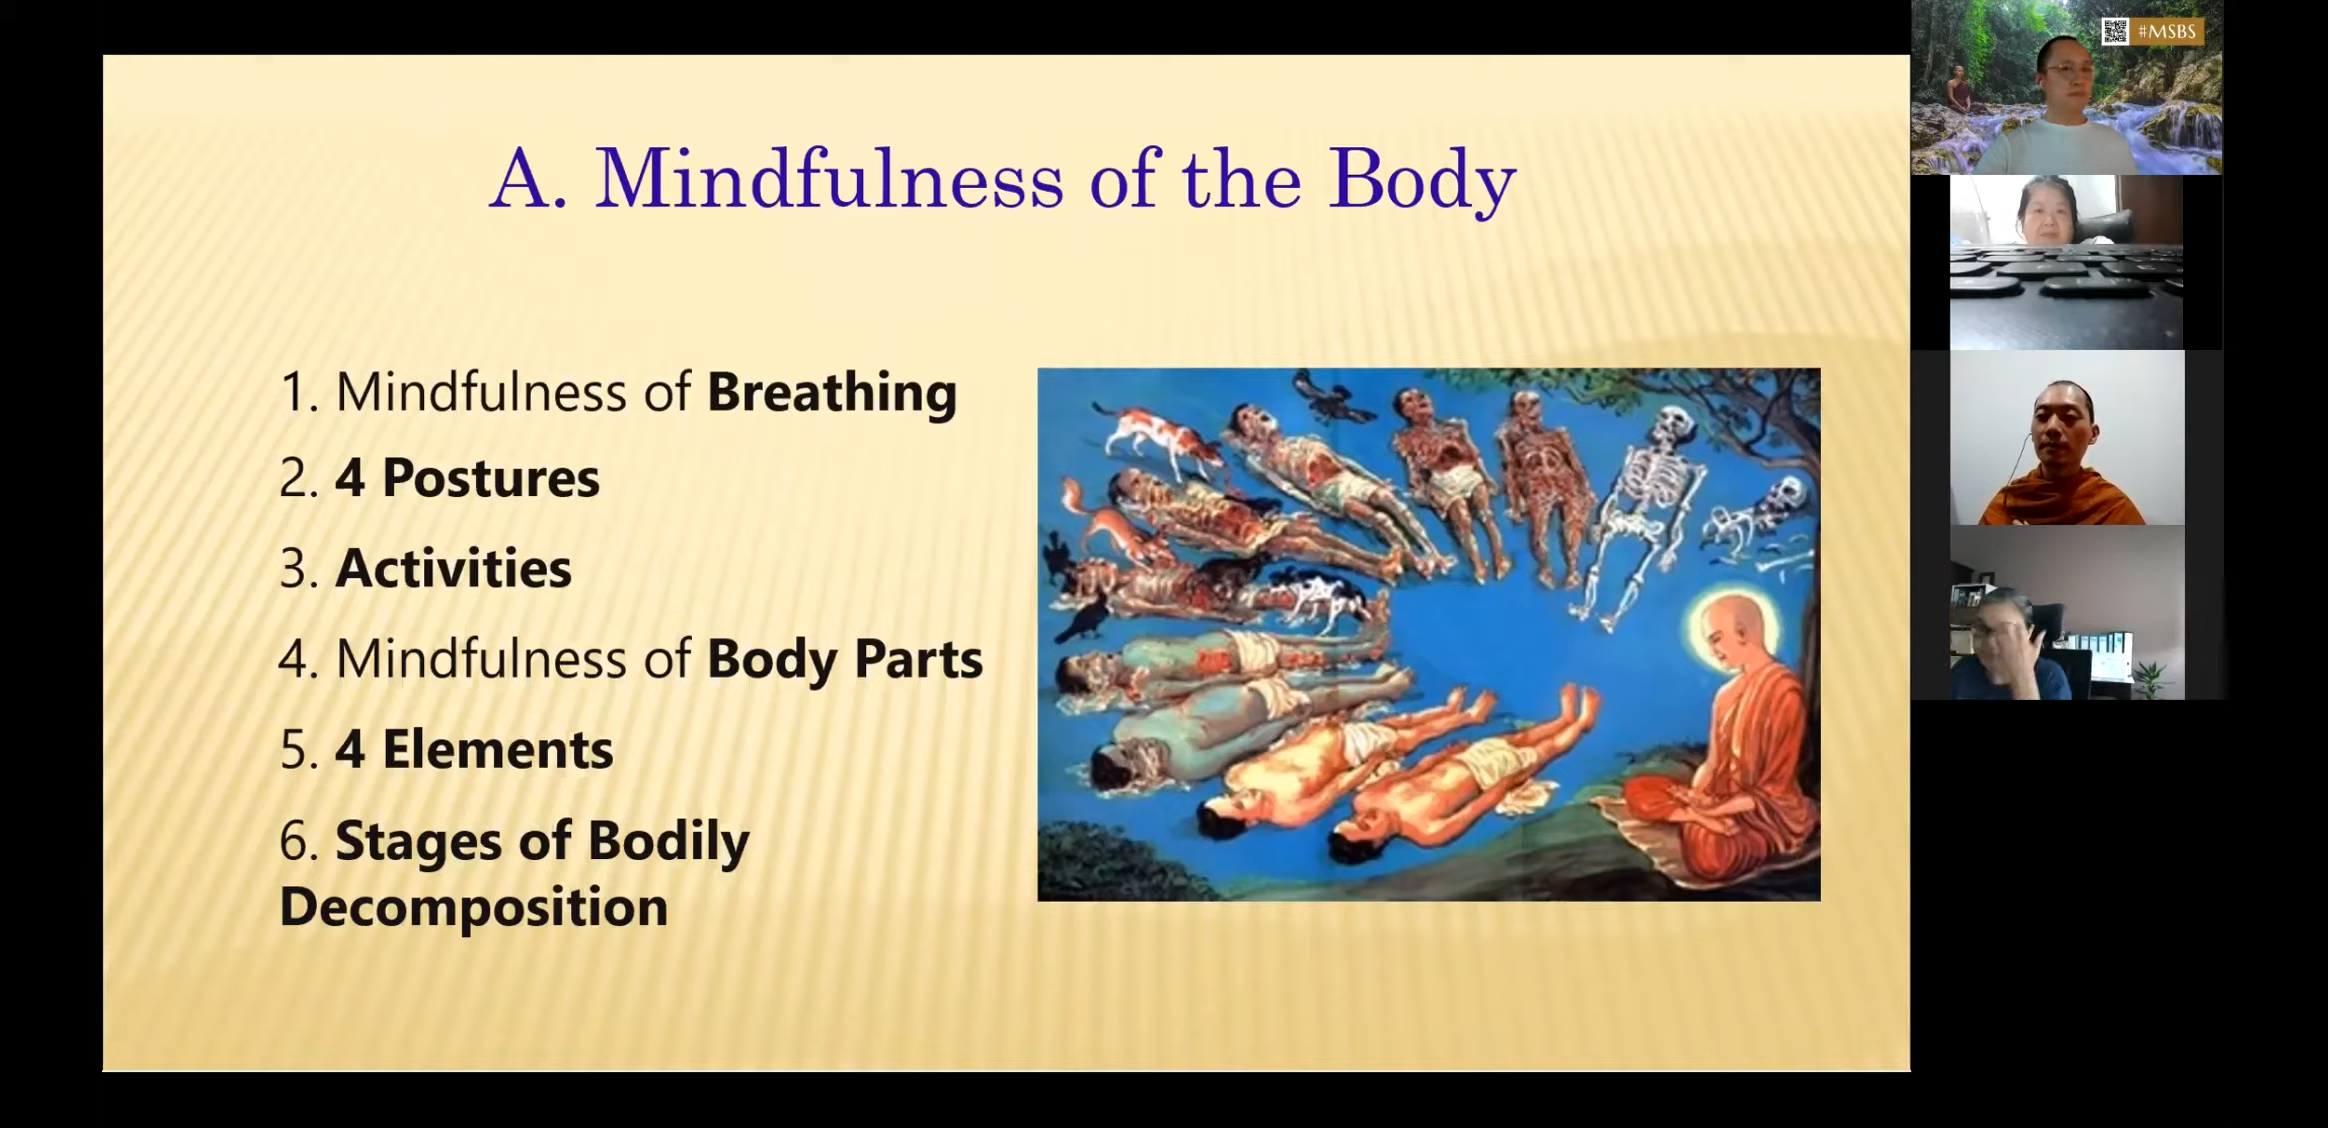 #MSBS
A. Mindfulness of the Body
1. Mindfulness of Breathing
2. 4 Postures
3. Activities
4. Mindfulness of Body Parts
5. 4 Elements
6. Stages of Bodily
Decomposition